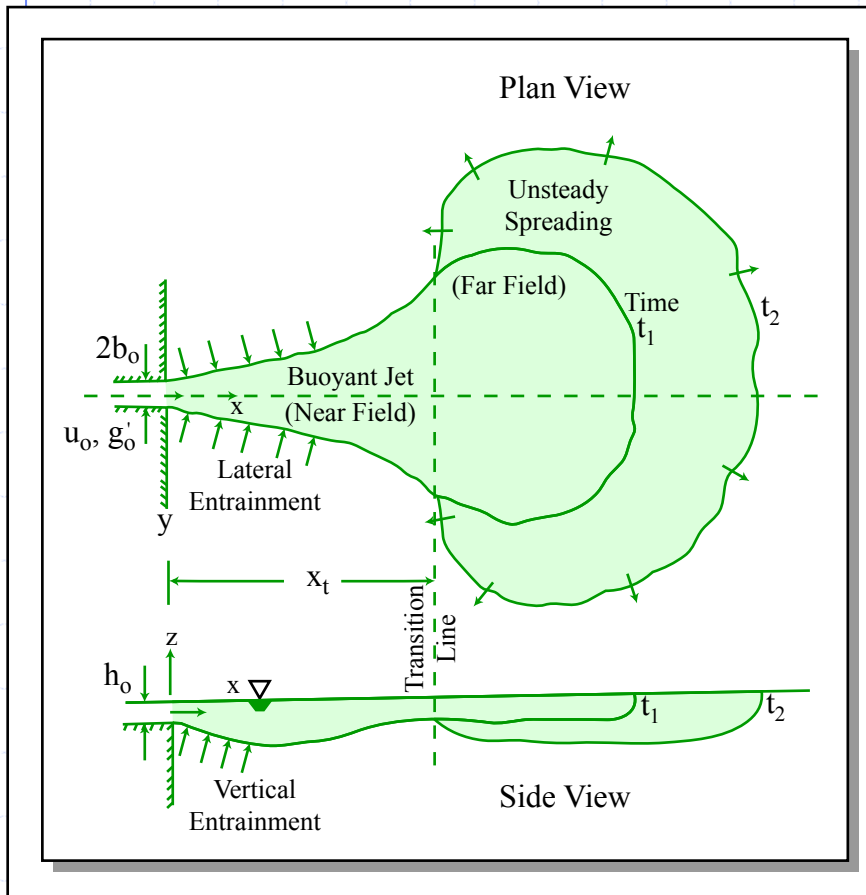 Plan View
Unsteady
Spreading
(Far Field)
Time
t1
t2
2bo
Buoyant Jet
x
(Near Field)
uo, g'o
Lateral
Entrainment
y
xt
Transition
Line
z
ho
x
t1
t2
Vertical
Entrainment
Side View